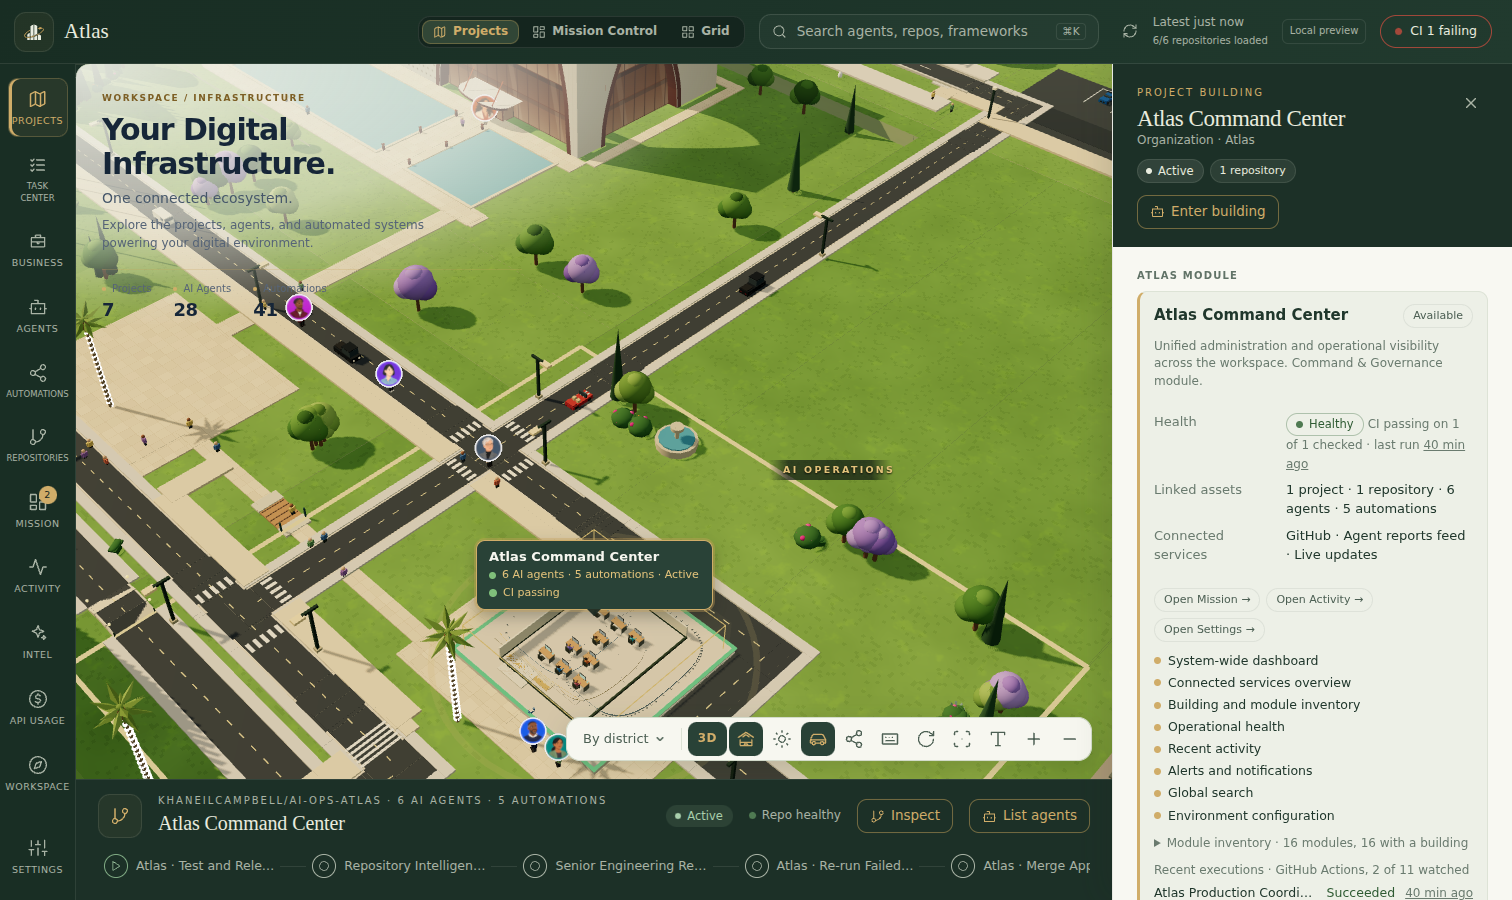 Atlas
Projects
Mission Control
Grid
Search agents, repos, frameworks
⌘K
Latest just now
6/6 repositories loaded
Local preview
CI 1 failing
PROJECTS
TASK
CENTER
BUSINESS
AGENTS
AUTOMATIONS
REPOSITORIES
2
MISSION
ACTIVITY
INTEL
API USAGE
WORKSPACE
SETTINGS
WORKSPACE / INFRASTRUCTURE
Your Digital
Infrastructure.
One connected ecosystem.
Explore the projects, agents, and automated systems
powering your digital environment.
Projects
AI Agents
7
28
41
AI OPERATIONS
Atlas Command Center
6 AI agents · 5 automations · Active
CI passing
By district
3D
KHANEILCAMPBELL/AI-OPS-ATLAS · 6 AI AGENTS · 5 AUTOMATIONS
Atlas Command Center
Active
Repo healthy
Inspect
List agents
Atlas · Test and Rele...
Repository Intelligen...
Senior Engineering Re...
Atlas · Re-run Failed...
Atlas · Merge App
PROJECT BUILDING
Atlas Command Center
Organization · Atlas
Active
1 repository
Enter building
ATLAS MODULE
Atlas Command Center
Available
Unified administration and operational visibility
across the workspace. Command & Governance
module.
Health
Healthy CI passing on 1
of 1 checked · last run 40 min
ago
Linked assets
1 project · 1 repository · 6
agents · 5 automations
Connected
services
GitHub · Agent reports feed
· Live updates
Open Mission →
Open Activity →
Open Settings →
System-wide dashboard
Connected services overview
Building and module inventory
Operational health
Recent activity
Alerts and notifications
Global search
Environment configuration
Module inventory · 16 modules, 16 with a building
Recent executions · GitHub Actions, 2 of 11 watched
Atlas Production Coordi...
Succeeded
40 min ago